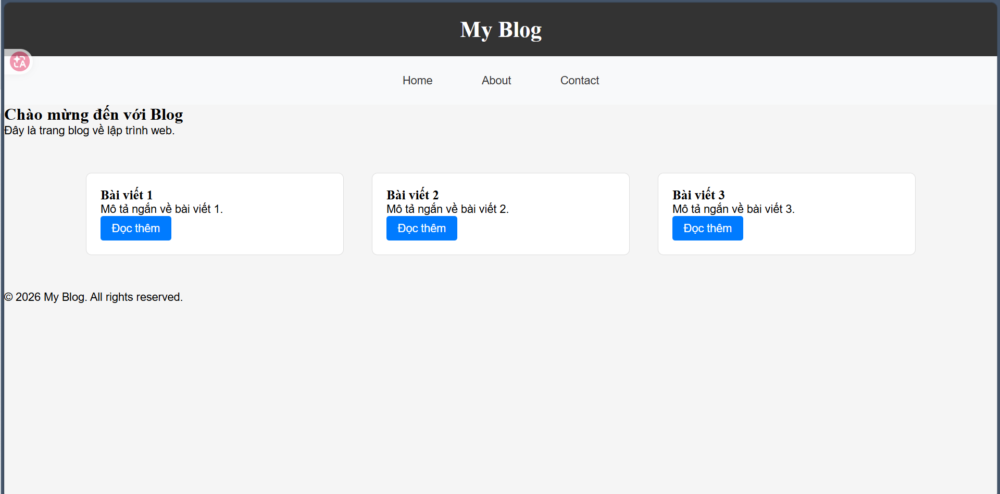 My Blog
Home About Contact
Chào mừng đến với Blog
Đây là trang blog về lập trình web.
Bài viết 1
Mô tả ngắn về bài viết 1.
Đọc thêm
Bài viết 2
Mô tả ngắn về bài viết 2.
Đọc thêm
Bài viết 3
Mô tả ngắn về bài viết 3.
Đọc thêm
© 2026 My Blog. All rights reserved.